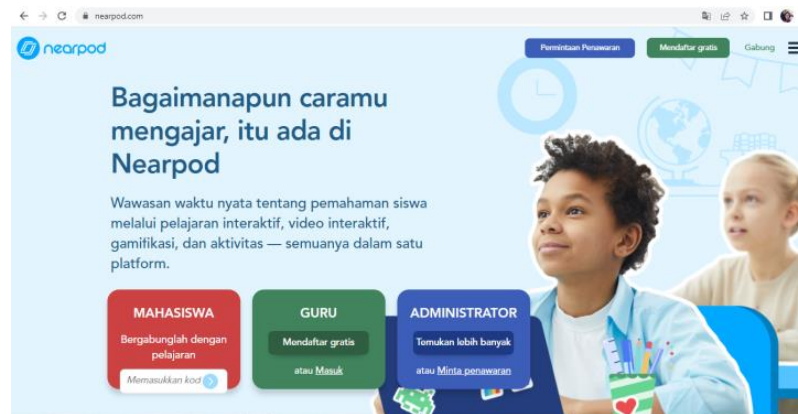 nearpod.com
nearpod
Permintaan Penawaran
Mendaftar gratis
Gabung
Bagaimanapun caramu
mengajar, itu ada di
Nearpod
Wawasan waktu nyata tentang pemahaman siswa
melalui pelajaran interaktif, video interaktif,
gamifikasi, dan aktivitas — semuanya dalam satu
platform.
MAHASISWA
Bergabunglah dengan
pelajaran
Memasukkan kod
GURU
Mendaftar gratis
atau Masuk
ADMINISTRATOR
Temukan lebih banyak
atau Minta penawaran